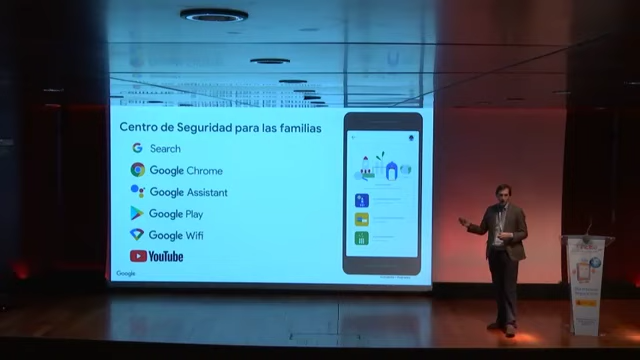 Centro de Seguridad para las familias
Search
Google Chrome
Google Assistant
Google Play
Google Wifi
YouTube
Google